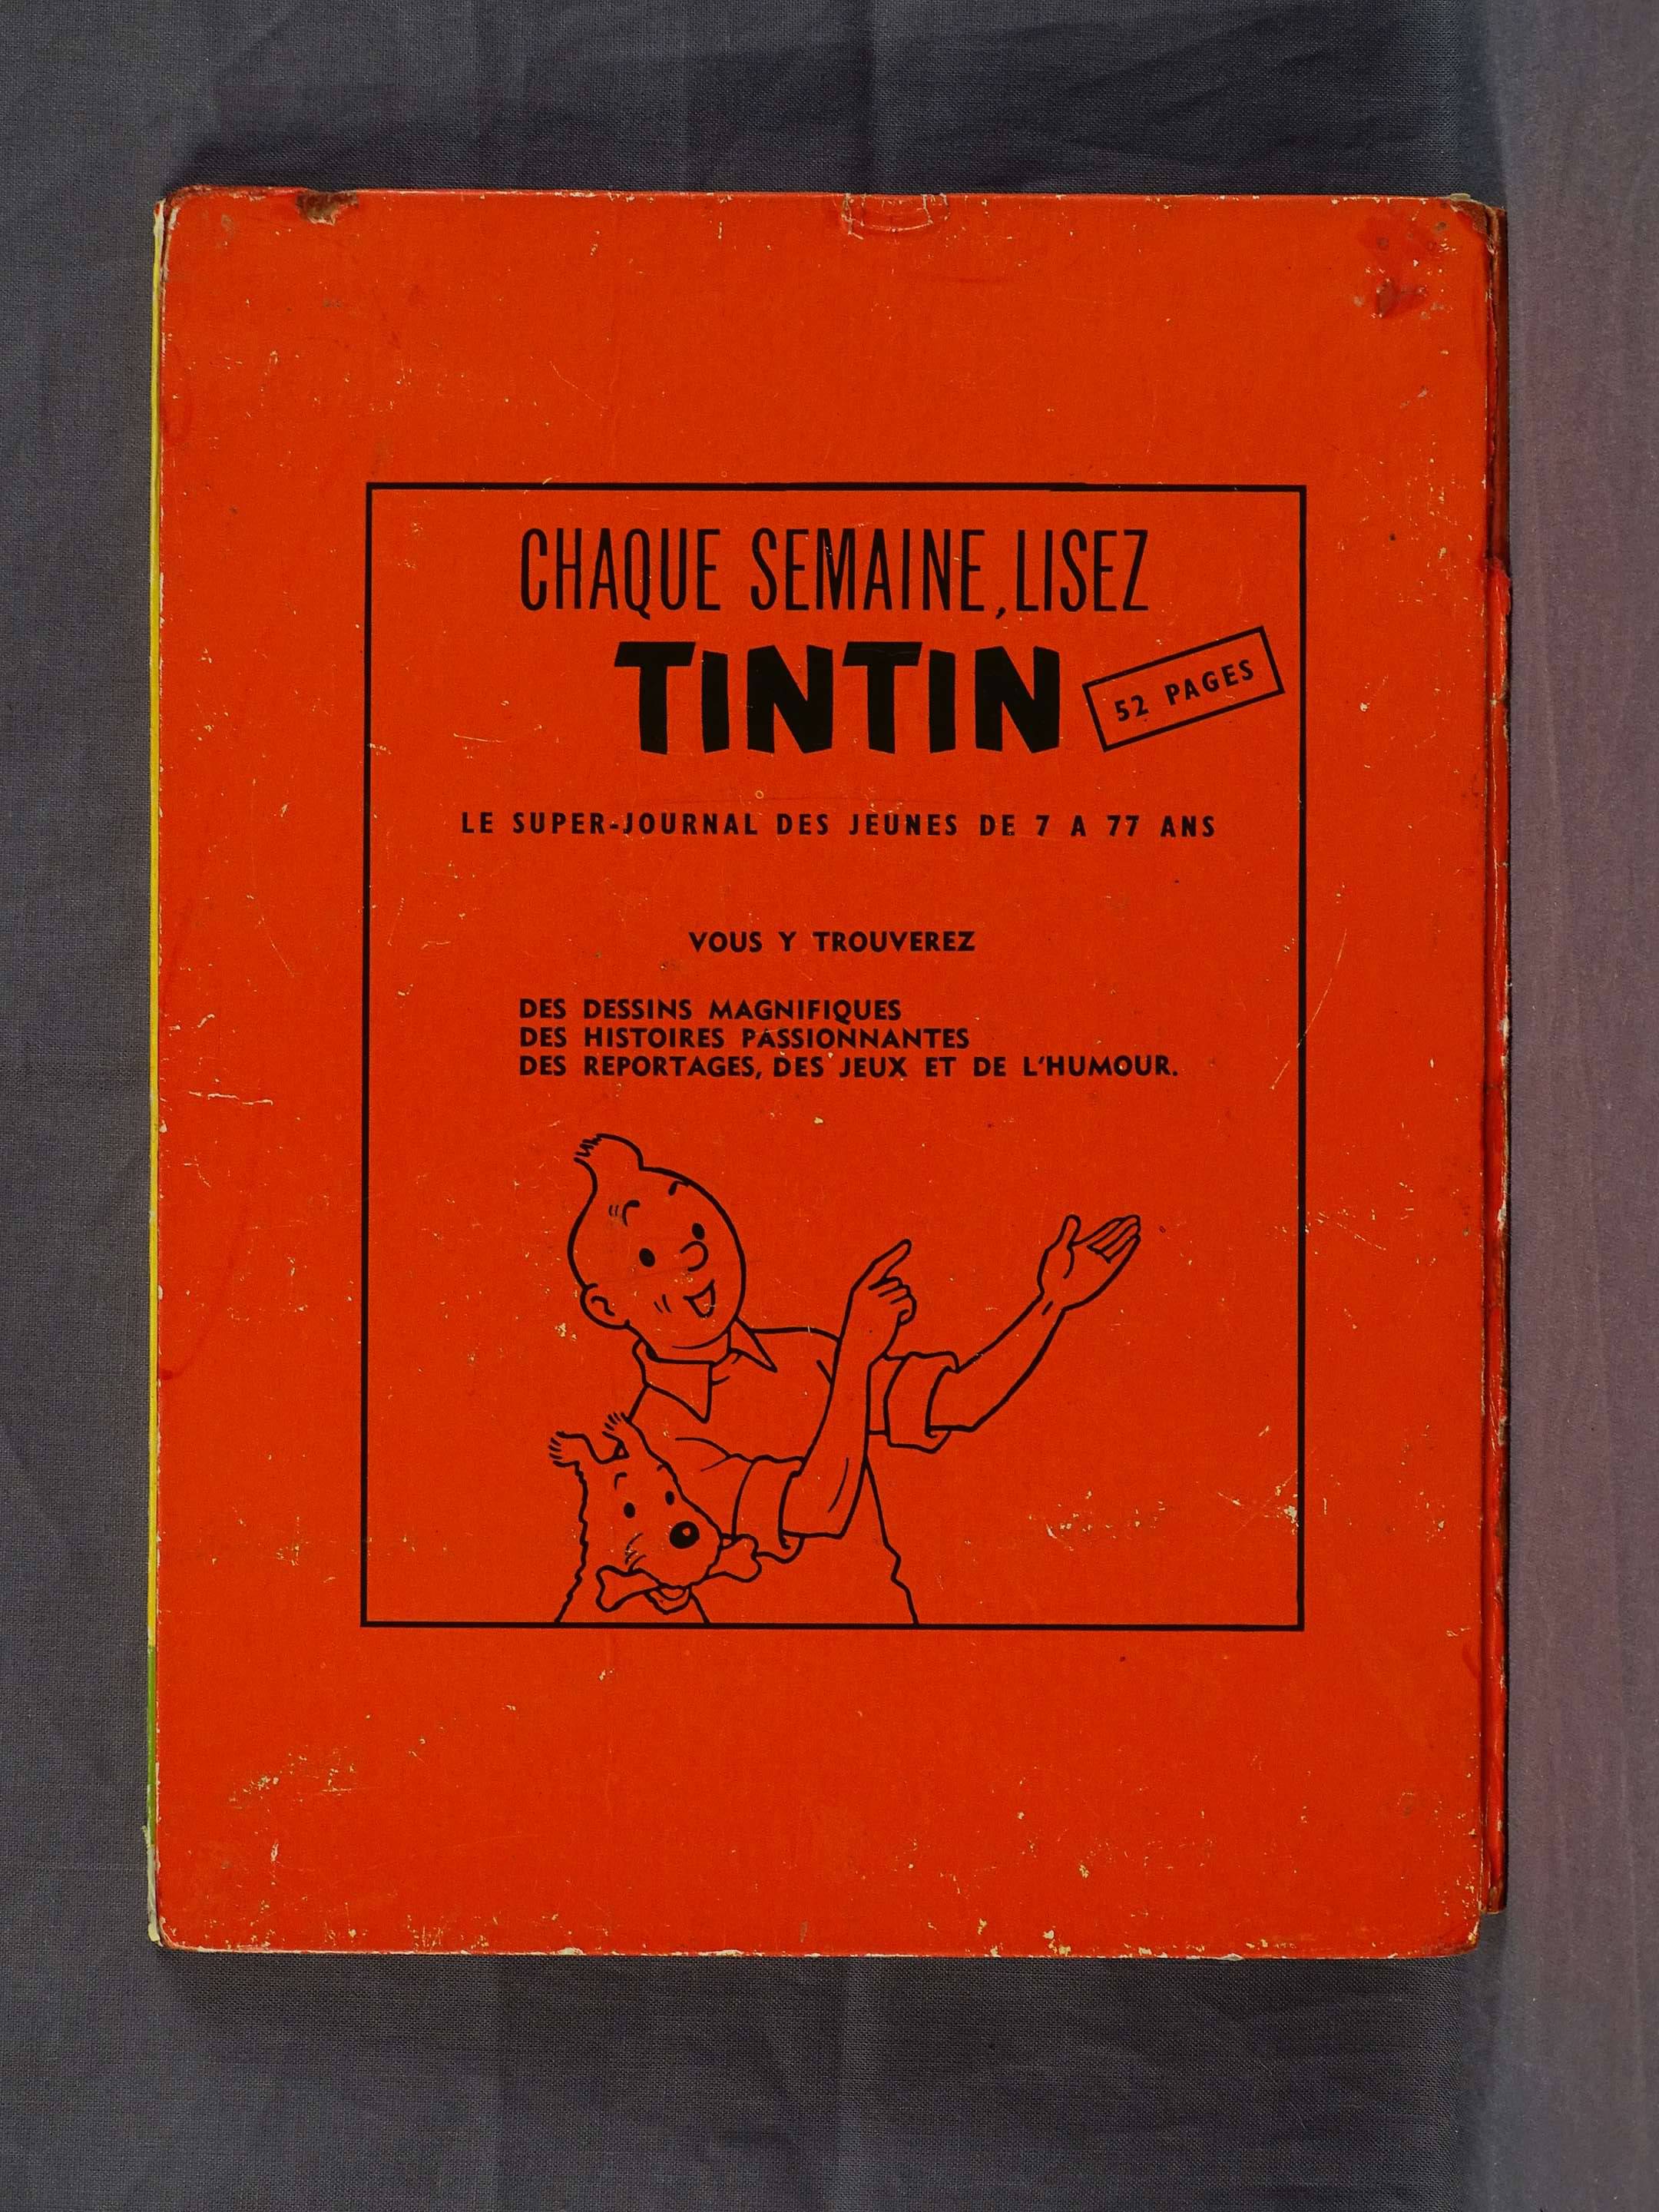 CHAQUE SEMAINE, LISEZ
TINTIN
52 PAGES
LE SUPER-JOURNAL DES JEUNES DE 7 A 77 ANS
VOUS Y TROUVEREZ
DES DESSINS MAGNIFIQUES
DES HISTOIRES PASSIONNANTES
DES REPORTAGES, DES JEUX ET DE L'HUMOUR.